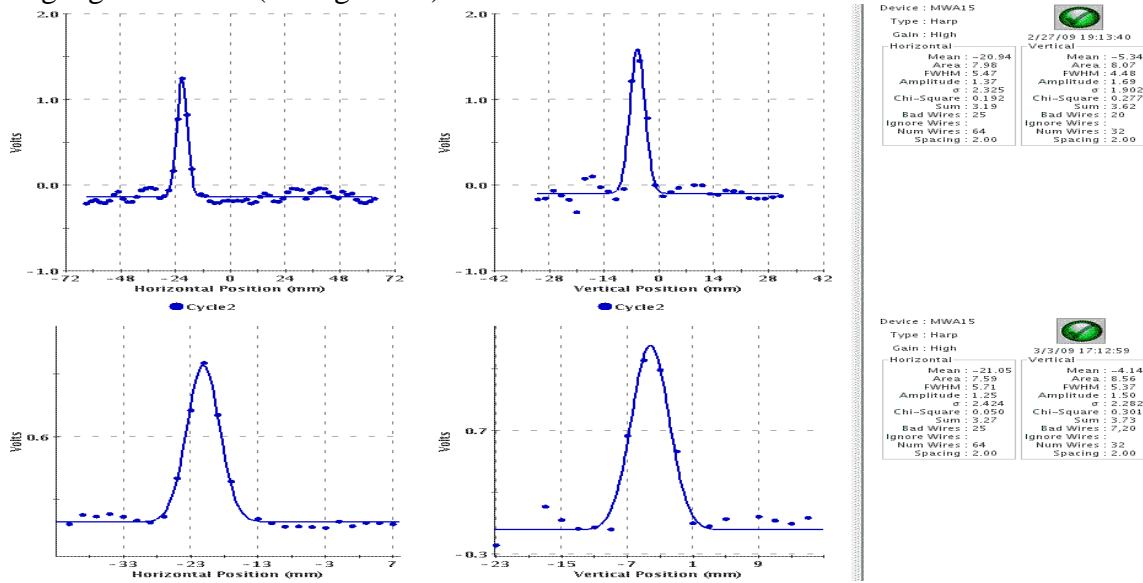 2.0
1.0
0.0
-1.0
Volts
-72 -48 -24 0 24 48 72
Horizontal Position (mm)
Cycle2
2.0
1.0
0.0
-1.0
Volts
-42 -28 -14 0 14 28 42
Vertical Position (mm)
Cycle2
Device : MWA15
Type : Harp
Gain : High
2/27/09 19:13:40
Horizontal
Mean : -20.94
Area : 7.98
FWHM : 5.47
Amplitude : 1.37
σ : 2.325
Chi-Square : 0.192
Sum : 3.19
Bad Wires : 25
Ignore Wires :
Num Wires : 64
Spacing : 2.00
Vertical
Mean : -5.34
Area : 8.07
FWHM : 4.48
Amplitude : 1.69
σ : 1.902
Chi-Square : 0.277
Sum : 3.62
Bad Wires : 20
Ignore Wires :
Num Wires : 32
Spacing : 2.00
0.6
Volts
-33 -23 -13 -3 7
Horizontal Position (mm)
0.7
-0.3
Volts
-23 -15 -7 1 9
Vertical Position (mm)
Device : MWA15
Type : Harp
Gain : High
3/3/09 17:12:59
Horizontal
Mean : -21.05
Area : 7.59
FWHM : 5.71
Amplitude : 1.25
σ : 2.424
Chi-Square : 0.050
Sum : 3.27
Bad Wires : 25
Ignore Wires :
Num Wires : 64
Spacing : 2.00
Vertical
Mean : -4.14
Area : 8.56
FWHM : 5.37
Amplitude : 1.50
σ : 2.282
Chi-Square : 0.301
Sum : 3.73
Bad Wires : 7,20
Ignore Wires :
Num Wires : 32
Spacing : 2.00